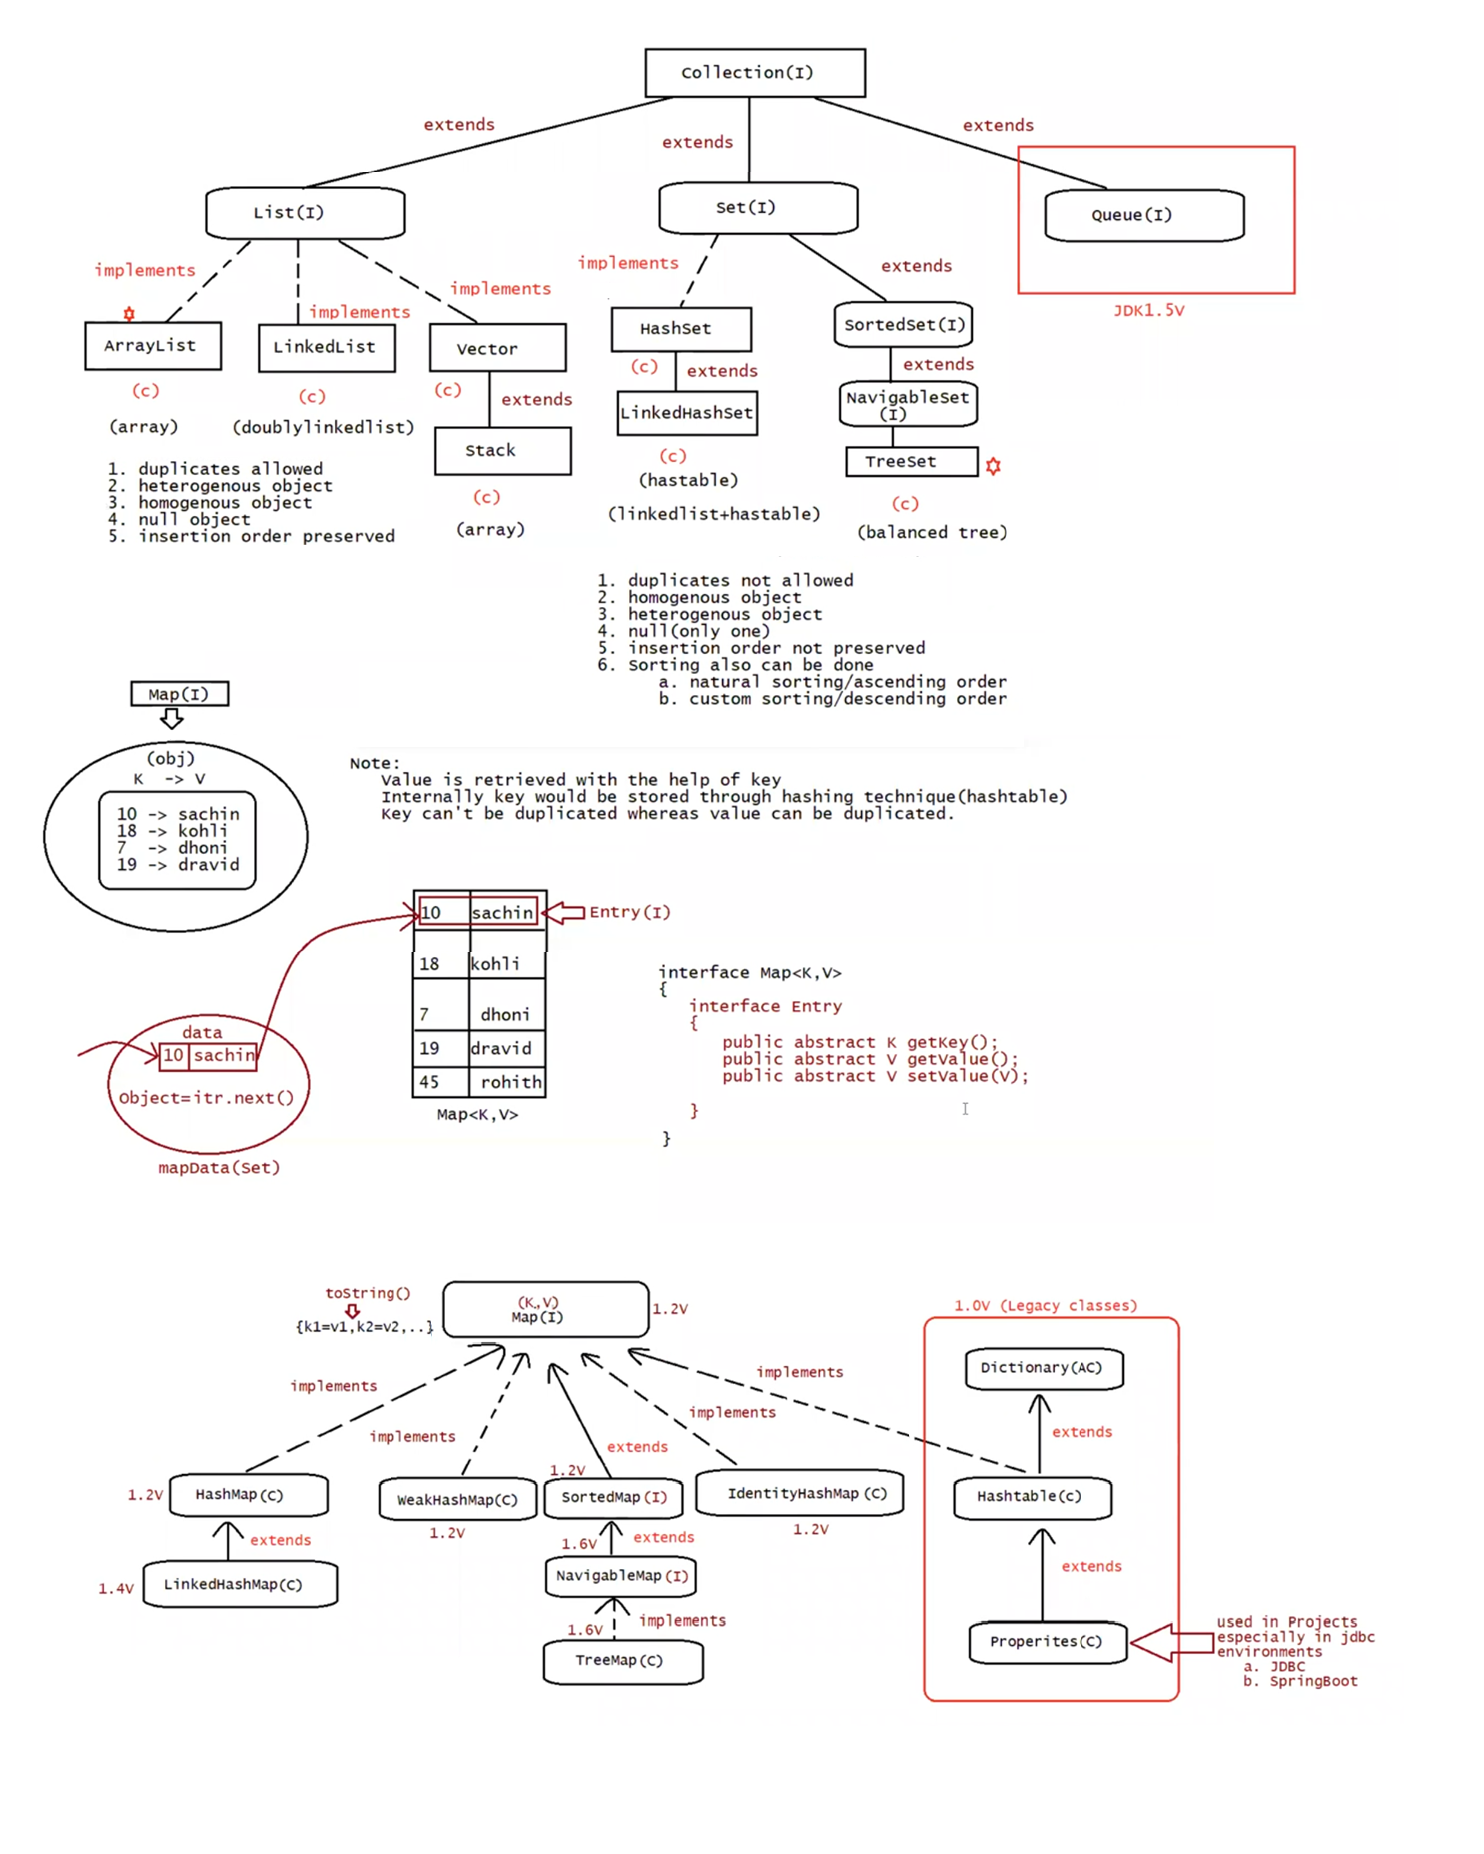 Collection(I)
extends
extends
extends
List(I)
Set(I)
Queue(I)
JDK1.5V
implements
implements
implements
implements
extends
ArrayList
LinkedList
Vector
HashSet
SortedSet(I)
(c)
(c)
(c)
extends
(c)
extends
extends
(array)
(doublylinkedlist)
Stack
LinkedHashSet
NavigableSet
(I)
TreeSet
(c)
(array)
(c)
(hastable)
(linkedlist+hastable)
(c)
(balanced tree)
1. duplicates allowed
2. heterogenous object
3. homogenous object
4. null object
5. insertion order preserved
1. duplicates not allowed
2. homogenous object
3. heterogenous object
4. null(only one)
5. insertion order not preserved
6. Sorting also can be done
a. natural sorting/ascending order
b. custom sorting/descending order
Map(I)
(obj)
K -> V
10 -> sachin
18 -> kohli
7 -> dhoni
19 -> dravid
Note:
Value is retrieved with the help of key
Internally key would be stored through hashing technique(hashtable)
Key can't be duplicated whereas value can be duplicated.
10 sachin
Entry(I)
18 kohli
7 dhoni
19 dravid
45 rohith
Map<K,V>
data
10 sachin
Object=itr.next()
mapData(Set)
interface Map<K,V>
{
interface Entry
{
public abstract K getKey();
public abstract V getValue();
public abstract V setValue(V);
}
}
toString()
{k1=v1,k2=v2,..}
(K,V)
Map(I)
1.2V
1.0V (Legacy classes)
Dictionary(AC)
implements
implements
implements
implements
extends
extends
1.2V
HashMap(C)
WeakHashMap(C)
1.2V
1.2V
SortedMap(I)
IdentityHashMap(C)
1.2V
Hashtable(c)
extends
1.6V
extends
extends
1.4V
LinkedHashMap(C)
NavigableMap(I)
1.6V
implements
TreeMap(C)
Properites(C)
used in Projects
especially in jdbc
environments
a. JDBC
b. SpringBoot